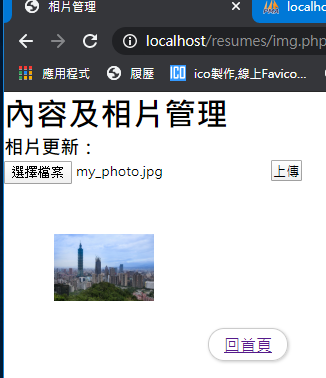 相片管理
localho
localhost/resumes/img.php
應用程式 履歷 ico製作,線上Favico...
內容及相片管理
相片更新：
選擇檔案 my_photo.jpg 上傳
回首頁